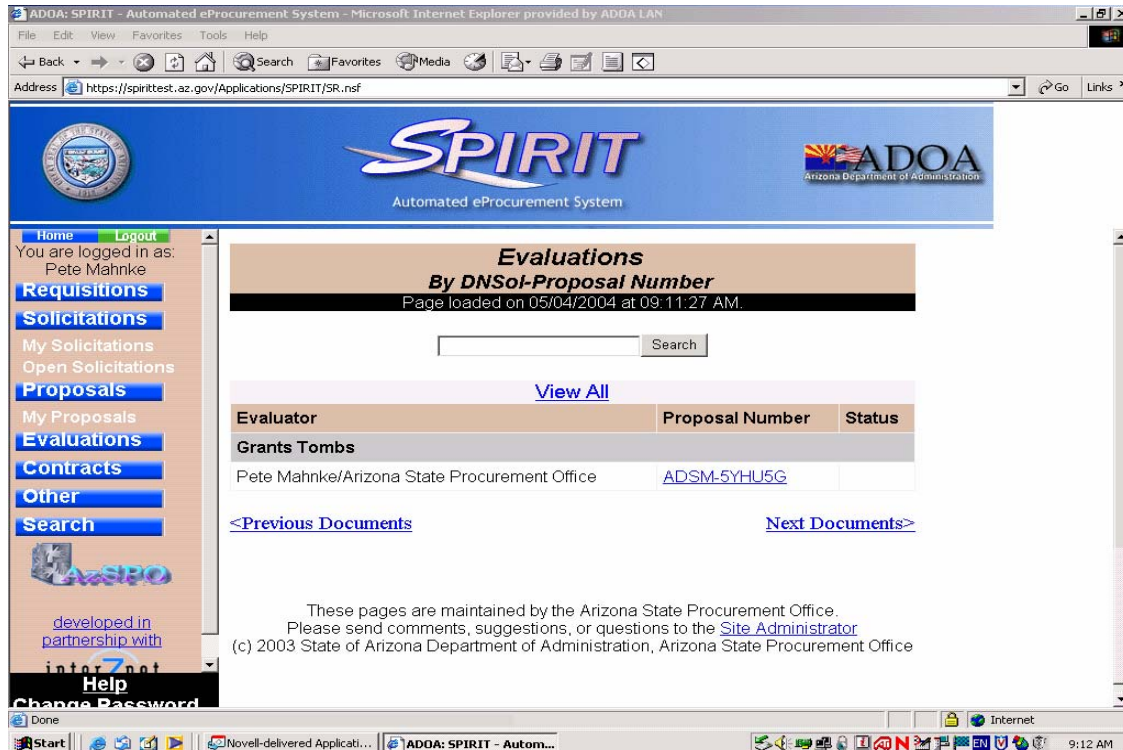 ADOA: SPIRIT - Automated eProcurement System - Microsoft Internet Explorer provided by ADOA LAN
File Edit View Favorites Tools Help
Back Search Favorites Media
Address https://spirittest.az.gov/Applications/SPIRIT/SR.nsf Go Links
SPIRIT
Automated eProcurement System
ADOA
Arizona Department of Administration
Home Logout
You are logged in as:
Pete Mahnke
Requisitions
Solicitations
My Solicitations
Open Solicitations
Proposals
My Proposals
Evaluations
Contracts
Other
Search
AzSPO
developed in
partnership with
interZnet
Help
Change Password
Evaluations
By DNSol-Proposal Number
Page loaded on 05/04/2004 at 09:11:27 AM.
Search
View All
Evaluator Proposal Number Status
Grants Tombs
Pete Mahnke/Arizona State Procurement Office ADSM-5YHU5G
<Previous Documents Next Documents>
These pages are maintained by the Arizona State Procurement Office.
Please send comments, suggestions, or questions to the Site Administrator
(c) 2003 State of Arizona Department of Administration, Arizona State Procurement Office
Done Internet
Start Novell-delivered Applicati... ADOA: SPIRIT - Autom... EN 9:12 AM